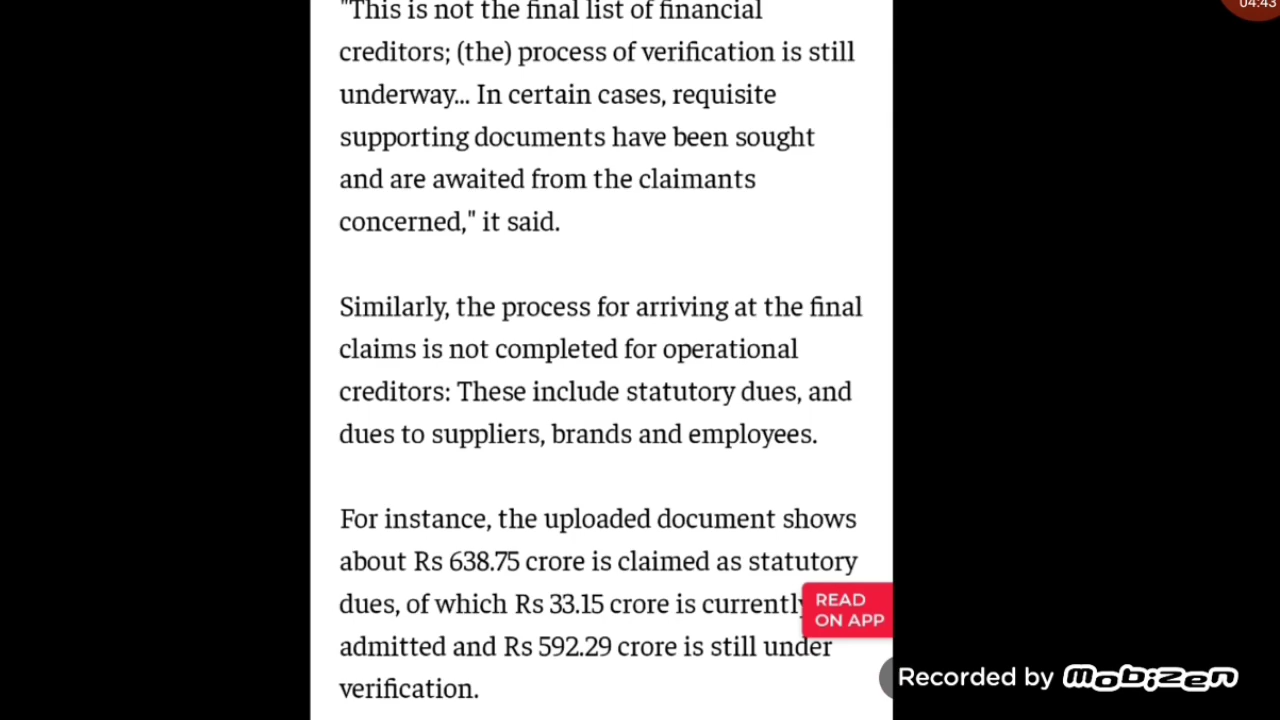 04:43
"This is not the final list of financial
creditors; (the) process of verification is still
underway... In certain cases, requisite
supporting documents have been sought
and are awaited from the claimants
concerned," it said.
Similarly, the process for arriving at the final
claims is not completed for operational
creditors: These include statutory dues, and
dues to suppliers, brands and employees.
For instance, the uploaded document shows
about Rs 638.75 crore is claimed as statutory
dues, of which Rs 33.15 crore is currently
admitted and Rs 592.29 crore is still under
verification.
READ
ON APP
Recorded by mobizen